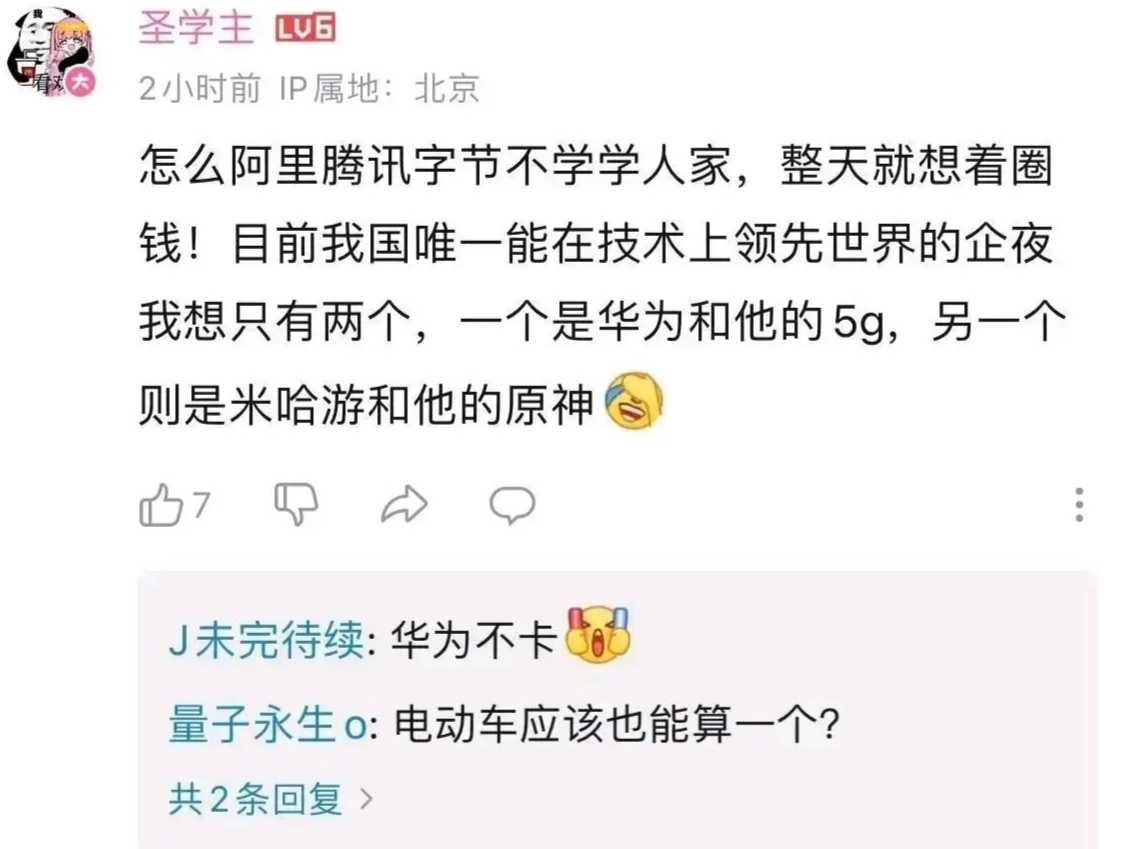 圣学主 LV6
2小时前 IP属地：北京
怎么阿里腾讯字节不学学人家，整天就想着圈
钱！目前我国唯一能在技术上领先世界的企夜
我想只有两个，一个是华为和他的5g，另一个
则是米哈游和他的原神
7
J未完待续: 华为不卡
量子永生o: 电动车应该也能算一个?
共2条回复 >